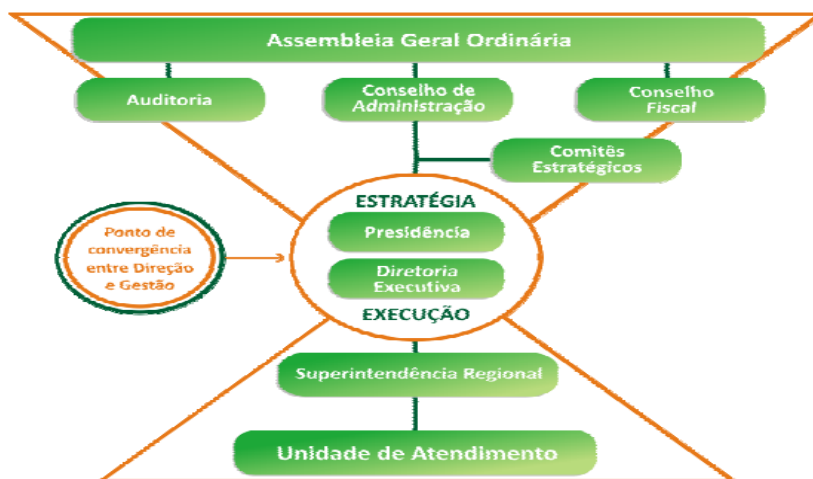 Assembleia Geral Ordinária
Auditoria
Conselho de
Administração
Conselho
Fiscal
Comitês
Estratégicos
ESTRATÉGIA
Presidência
Ponto de
convergência
entre Direção
e Gestão
Diretoria
Executiva
EXECUÇÃO
Superintendência Regional
Unidade de Atendimento